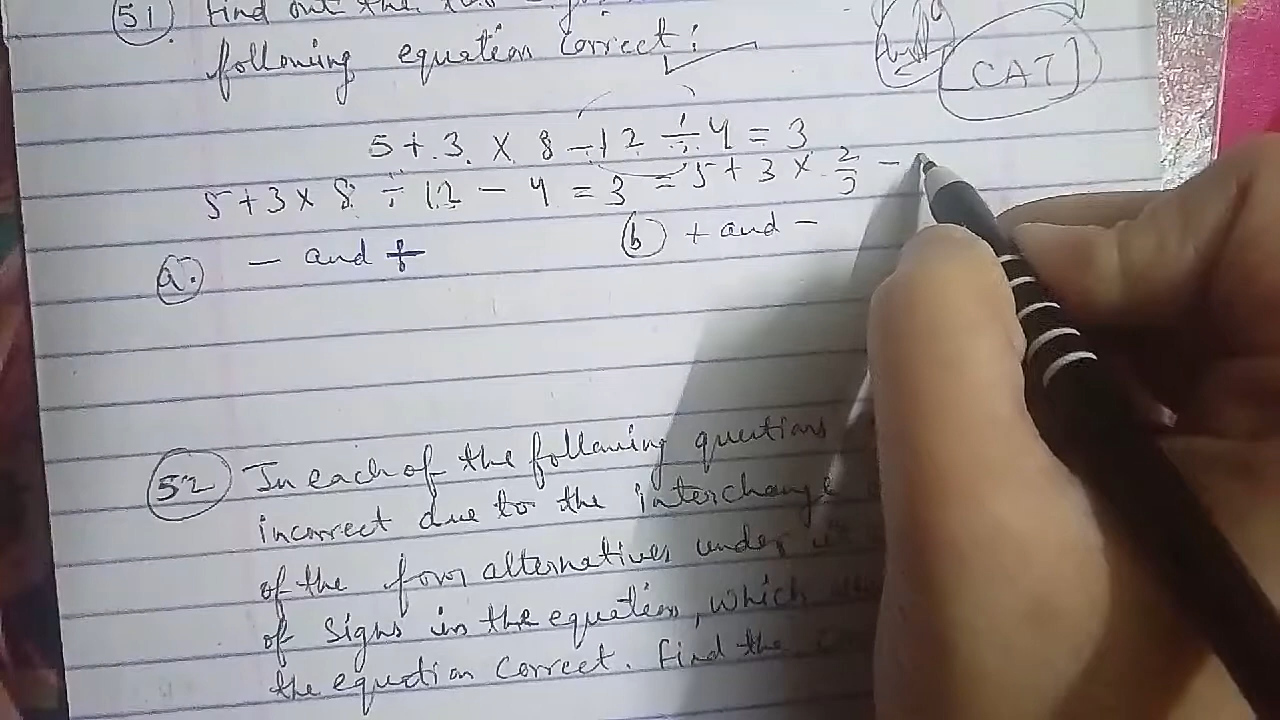 51 Find out the
following equation correct:
[CAT]
5 + 3 × 8 - 12 ÷ 4 = 3
5 + 3 × 8 ÷ 12 - 4 = 3 = 5 + 3 × 2/3 -
a. - and ÷
b + and -
52 In each of the following questions
incorrect due to the interchange
of the four alternatives under
of signs in the equation, which
the equation correct. Find the